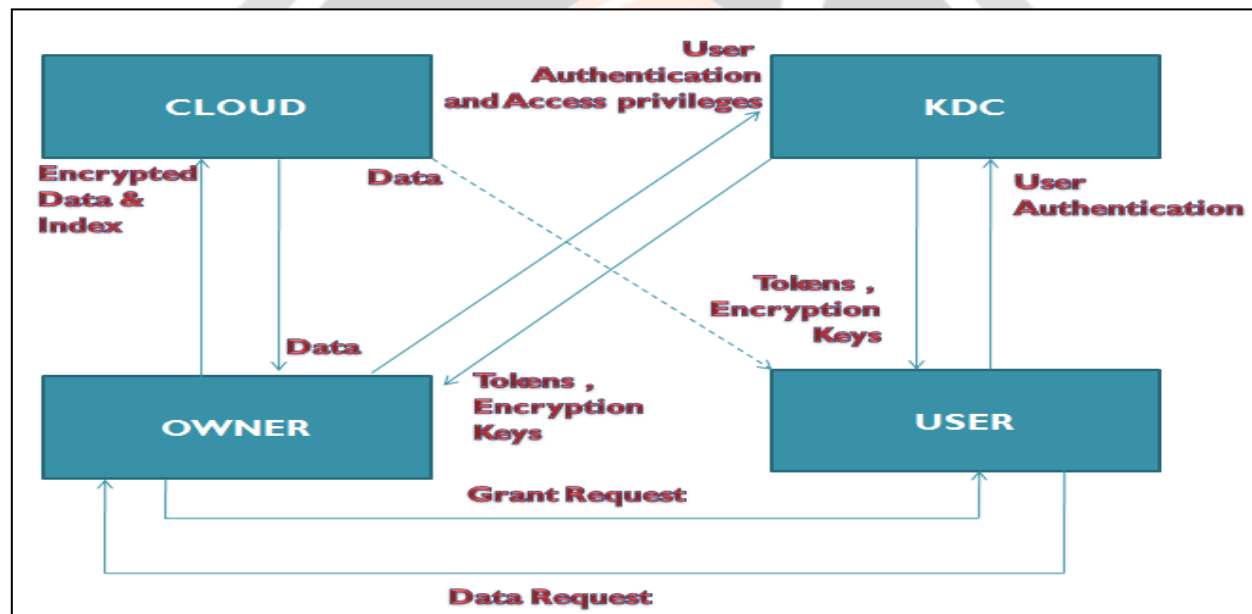 User
Authentication
and Access privileges
CLOUD
KDC
Encrypted
Data &
Index
Data
User
Authentication
Tokens ,
Encryption
Keys
Data
Tokens ,
Encryption
Keys
OWNER
USER
Grant Request
Data Request